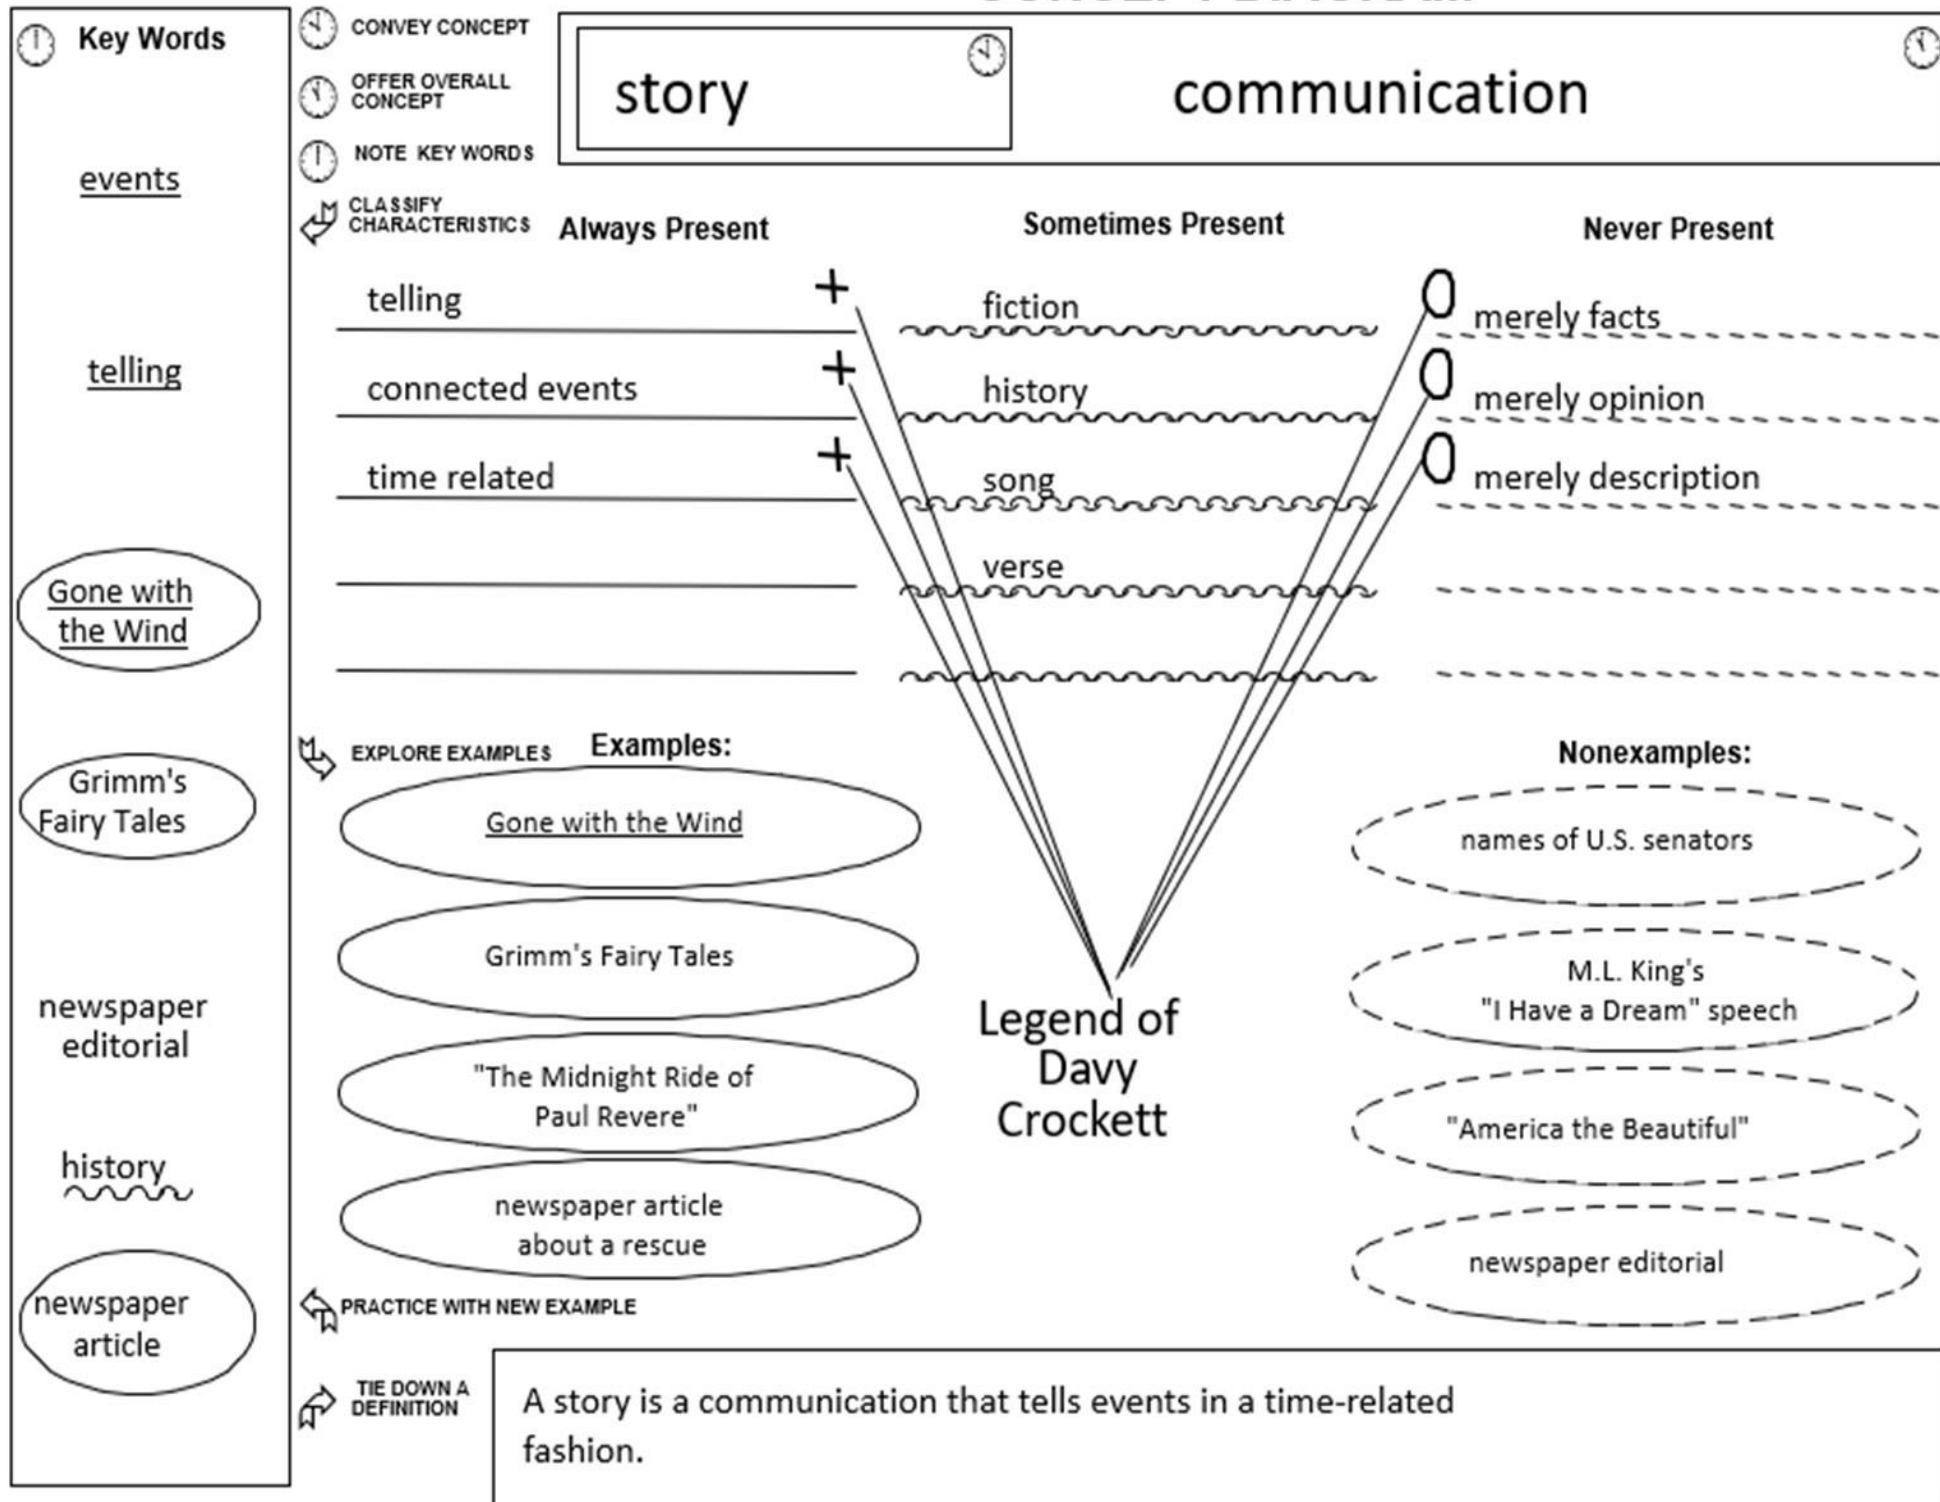 Key Words
events
telling
Gone with
the Wind
Grimm's
Fairy Tales
newspaper
editorial
history
newspaper
article
CONVEY CONCEPT
OFFER OVERALL
CONCEPT
NOTE KEY WORDS
CLASSIFY
CHARACTERISTICS
story
communication
Always Present
telling
connected events
time related
Sometimes Present
fiction
history
song
verse
Never Present
merely facts
merely opinion
merely description
EXPLORE EXAMPLES
Examples:
Gone with the Wind
Grimm's Fairy Tales
"The Midnight Ride of
Paul Revere"
newspaper article
about a rescue
Legend of
Davy
Crockett
Nonexamples:
names of U.S. senators
M.L. King's
"I Have a Dream" speech
"America the Beautiful"
newspaper editorial
PRACTICE WITH NEW EXAMPLE
TIE DOWN A
DEFINITION
A story is a communication that tells events in a time-related
fashion.